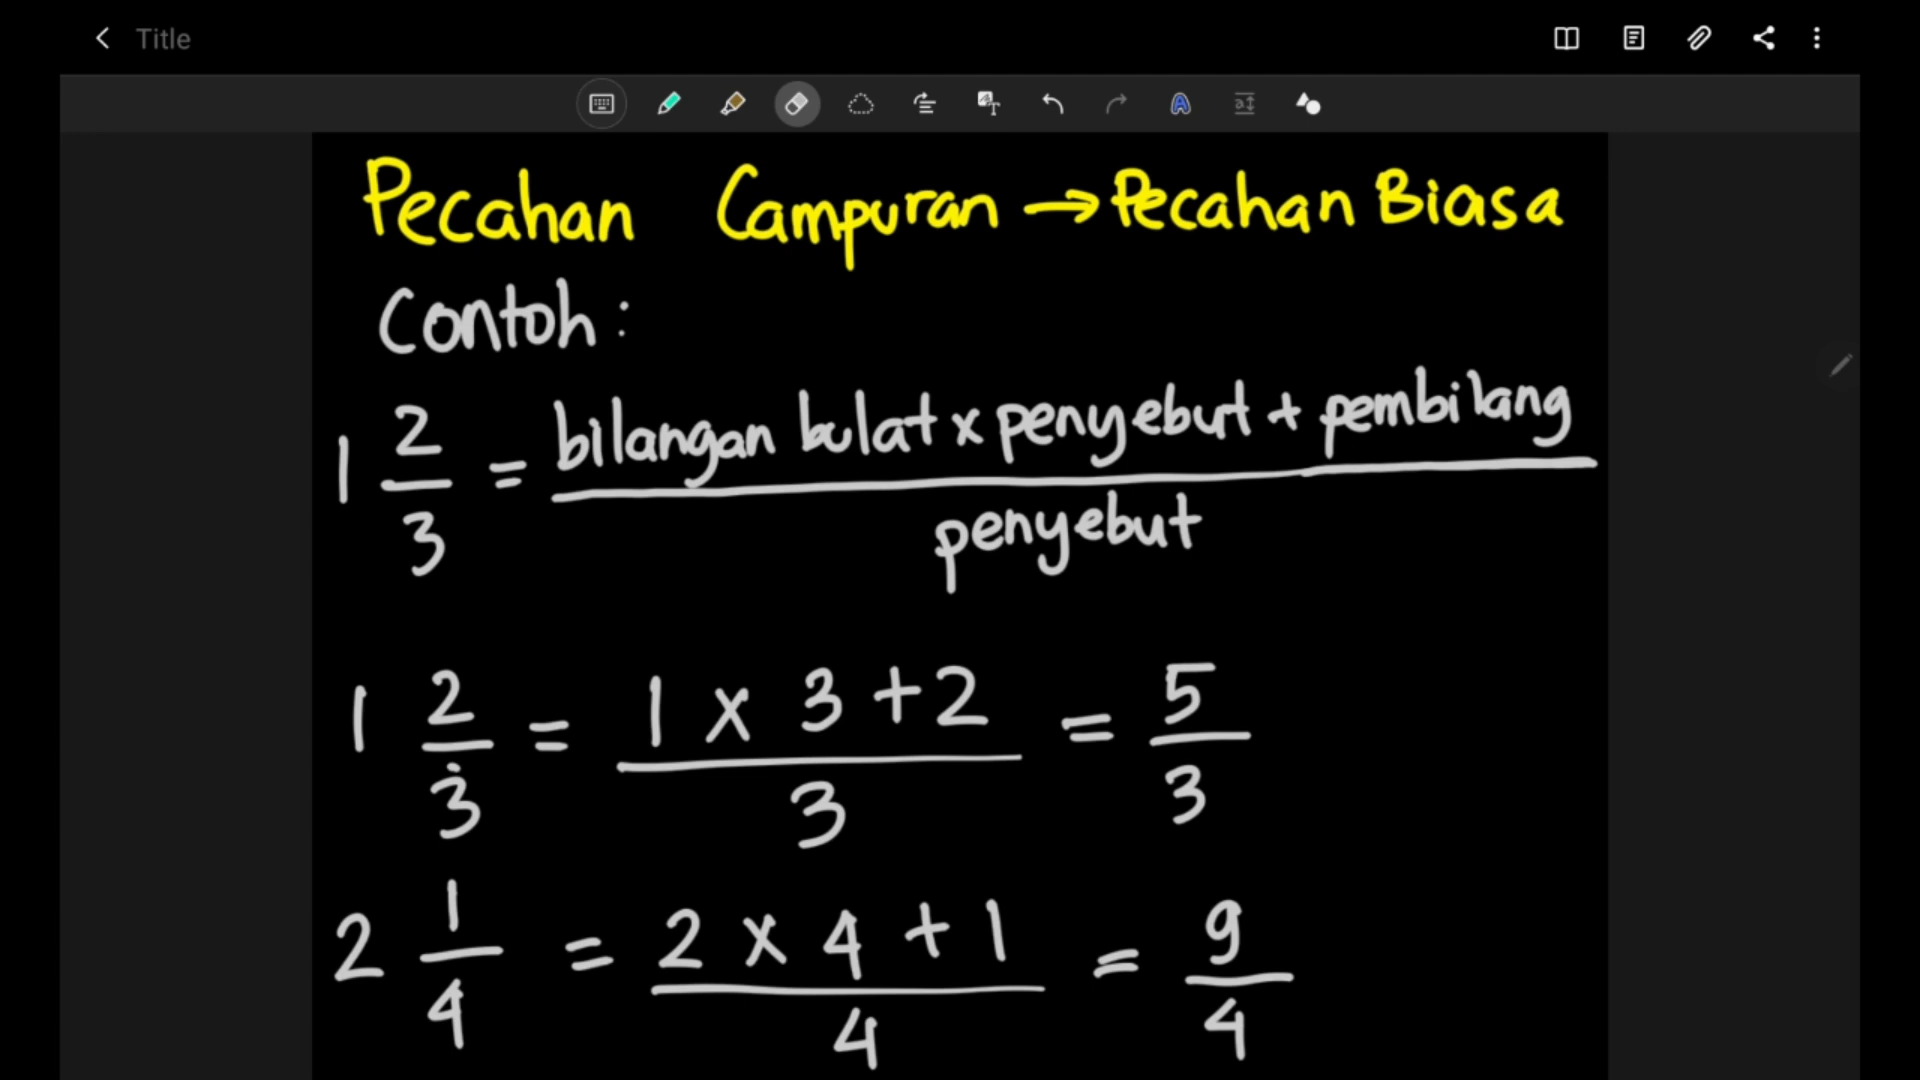 Title
Pecahan Campuran → Pecahan Biasa
Contoh :
1 2/3 = bilangan bulat x penyebut + pembilang / penyebut
1 2/3 = 1 x 3 + 2 / 3 = 5/3
2 1/4 = 2 x 4 + 1 / 4 = 9/4